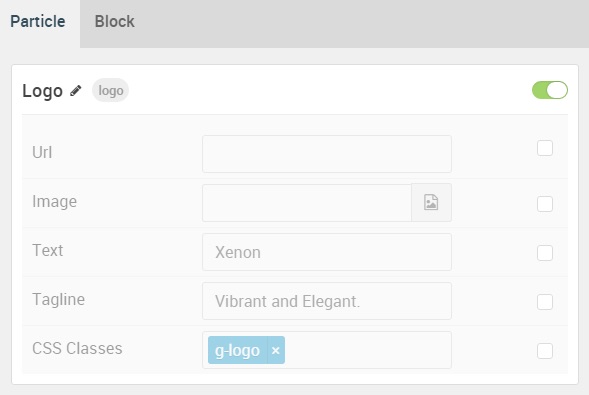 Particle Block
Logo logo
Url
Image
Text Xenon
Tagline Vibrant and Elegant.
CSS Classes g-logo ×